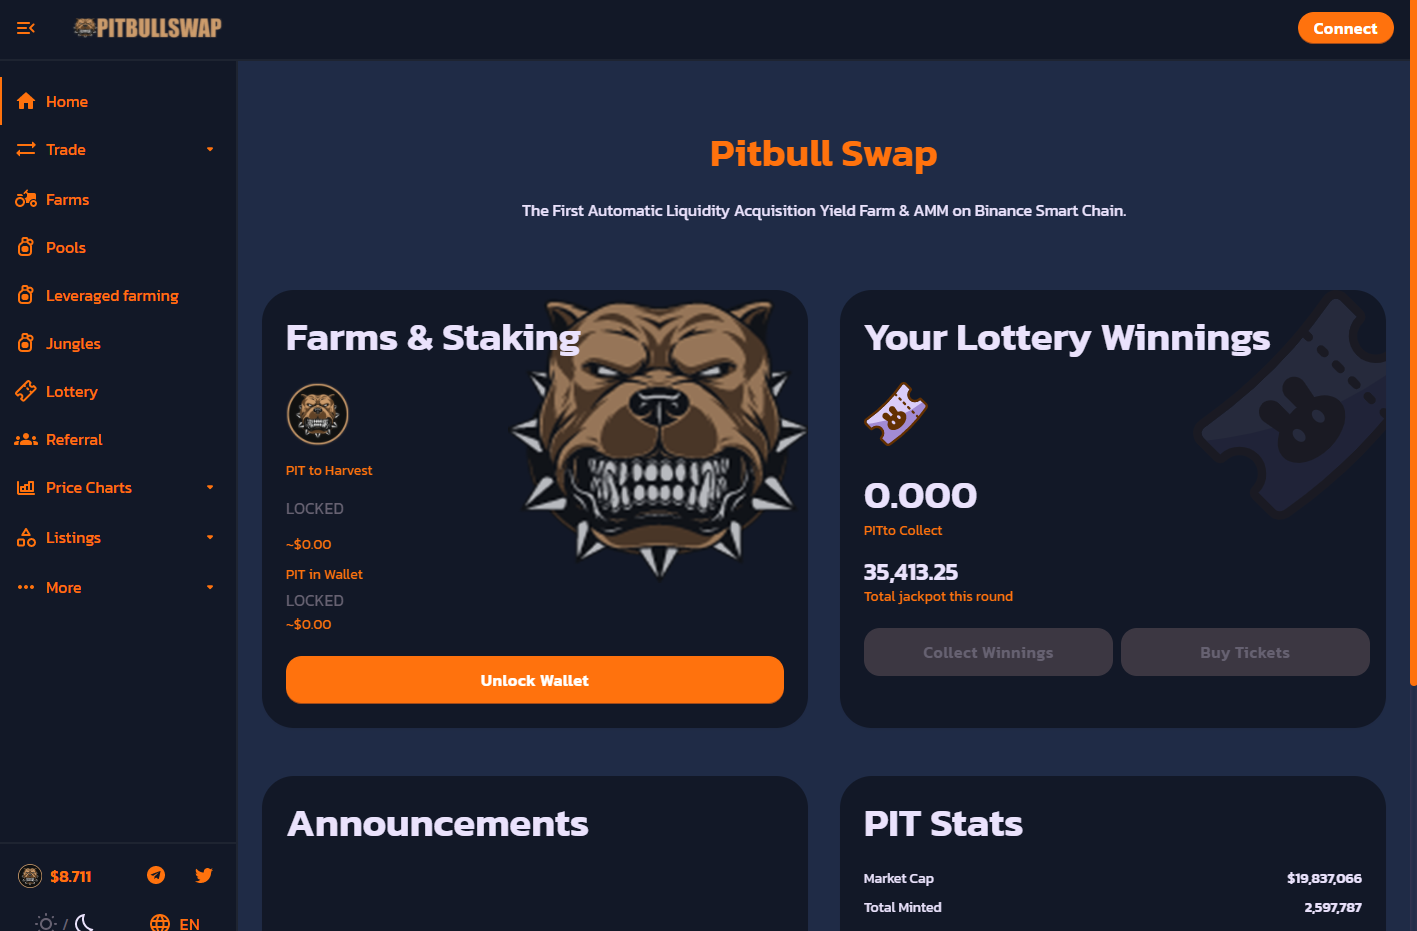 PITBULLSWAP
Connect
Home
Trade
Farms
Pools
Leveraged farming
Jungles
Lottery
Referral
Price Charts
Listings
More
$8.711
/
EN
Pitbull Swap
The First Automatic Liquidity Acquisition Yield Farm & AMM on Binance Smart Chain.
Farms & Staking
PIT to Harvest
LOCKED
~$0.00
PIT in Wallet
LOCKED
~$0.00
Unlock Wallet
Your Lottery Winnings
0.000
PITto Collect
35,413.25
Total jackpot this round
Collect Winnings
Buy Tickets
Announcements
PIT Stats
Market Cap
$19,837,066
Total Minted
2,597,787